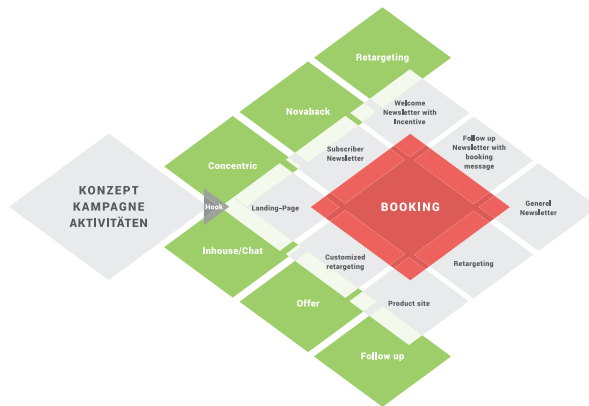 Retargeting
Novaback
Welcome
Newsletter with
Incentive
Subscriber
Newsletter
Follow up
Newsletter with
booking
message
Concentric
KONZEPT
KAMPAGNE
AKTIVITÄTEN
Hook
Landing-Page
BOOKING
Generel
Newsletter
Inhouse/Chat
Customized
retargeting
Retargeting
Offer
Product site
Follow up